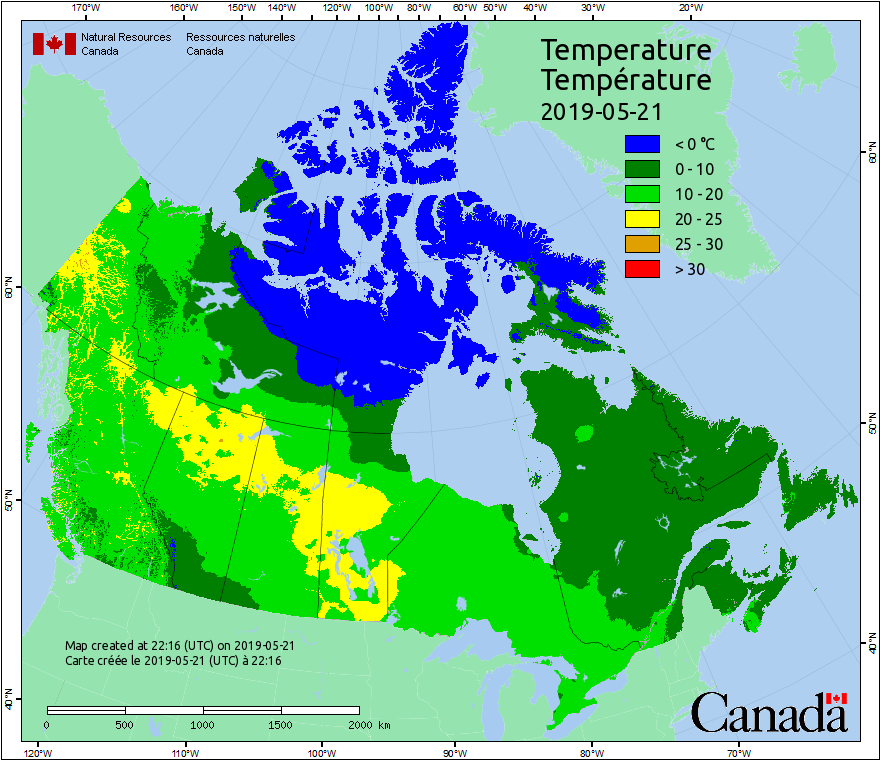 170°W 160°W 150°W 140°W 120°W 100°W 80°W 60°W 50°W 40°W 30°W 20°W
Natural Resources Ressources naturelles
Canada Canada
Temperature
Température
2019-05-21
< 0 °C
0 - 10
10 - 20
20 - 25
25 - 30
> 30
60°N
60°N
50°N
50°N
40°N
40°N
Map created at 22:16 (UTC) on 2019-05-21
Carte créée le 2019-05-21 (UTC) à 22:16
0 500 1000 1500 2000 km
Canada
120°W 110°W 100°W 90°W 80°W 70°W